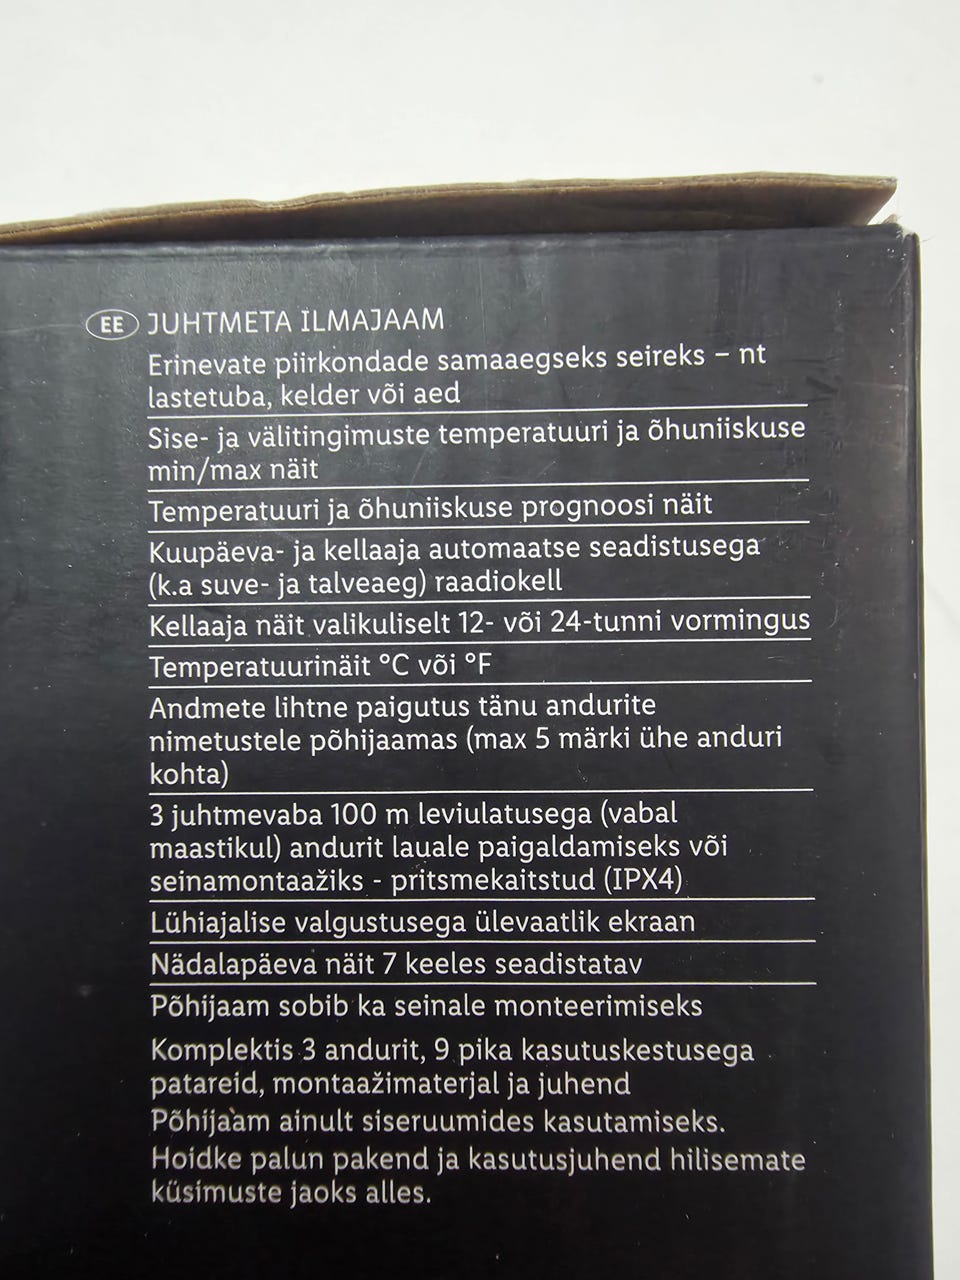 EE JUHTMETA ILMAJAAM
Erinevate piirkondade samaaegseks seireks – nt
lastetuba, kelder või aed
Sise- ja välitingimuste temperatuuri ja õhuniiskuse
min/max näit
Temperatuuri ja õhuniiskuse prognoosi näit
Kuupäeva- ja kellaaja automaatse seadistusega
(k.a suve- ja talveaeg) raadiokell
Kellaaja näit valikuliselt 12- või 24-tunni vormingus
Temperatuurinäit °C või °F
Andmete lihtne paigutus tänu andurite
nimetustele põhijaamas (max 5 märki ühe anduri
kohta)
3 juhtmevaba 100 m leviulatusega (vabal
maastikul) andurit lauale paigaldamiseks või
seinamontaažiks - pritsmekaitstud (IPX4)
Lühiajalise valgustusega ülevaatlik ekraan
Nädalapäeva näit 7 keeles seadistatav
Põhijaam sobib ka seinale monteerimiseks
Komplektis 3 andurit, 9 pika kasutuskestusega
patareid, montaažimaterjal ja juhend
Põhijaam ainult siseruumides kasutamiseks.
Hoidke palun pakend ja kasutusjuhend hilisemate
küsimuste jaoks alles.